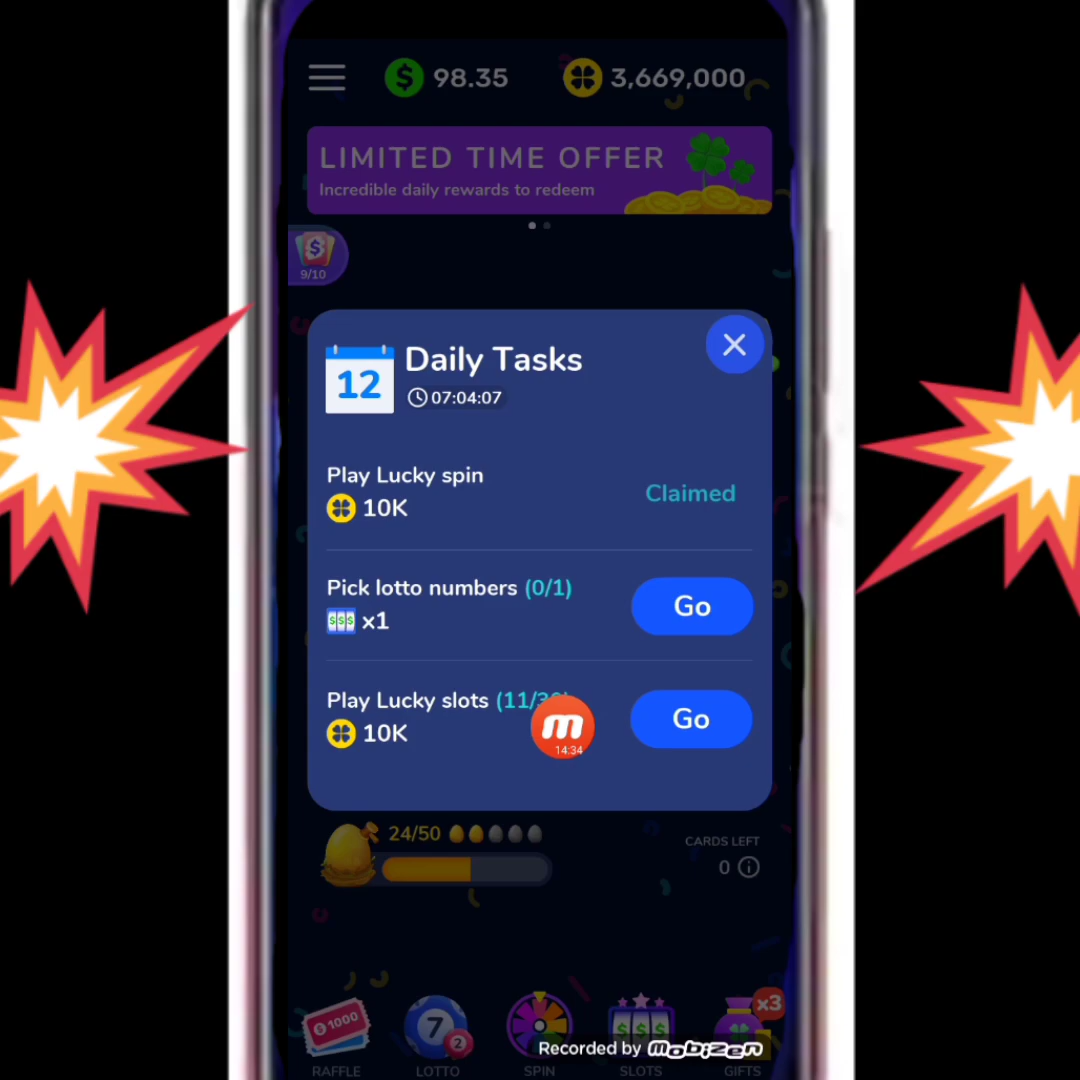 $ 98.35 3,669,000
LIMITED TIME OFFER
Incredible daily rewards to redeem
$
9/10
12 Daily Tasks
07:04:07
Play Lucky spin
10K
Claimed
Pick lotto numbers (0/1)
$ $ $ x1
Go
Play Lucky slots (11/
10K
Go
m
14:34
24/50
CARDS LEFT
0 i
$ 1000
7
2
$ $ $
x3
Recorded by mobizen
RAFFLE LOTTO SPIN SLOTS GIFTS